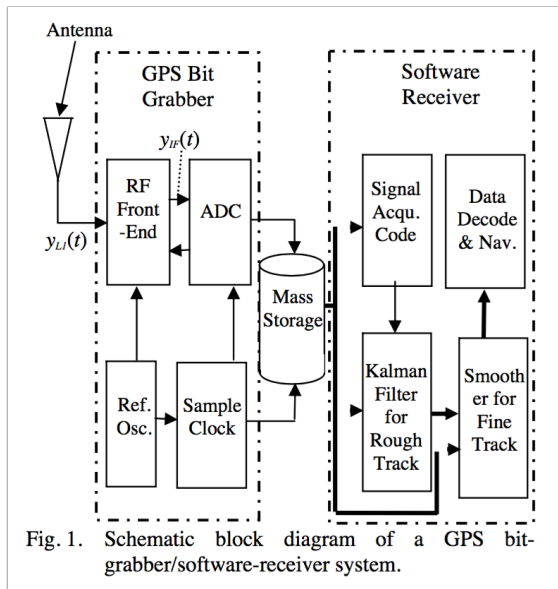 Antenna
GPS Bit
Grabber
Software
Receiver
y_IF(t)
RF
Front
-End
ADC
y_L1(t)
Signal
Acqu.
Code
Data
Decode
& Nav.
Mass
Storage
Ref.
Osc.
Sample
Clock
Kalman
Filter
for
Rough
Track
Smooth
er for
Fine
Track
Fig. 1. Schematic block diagram of a GPS bit-
grabber/software-receiver system.